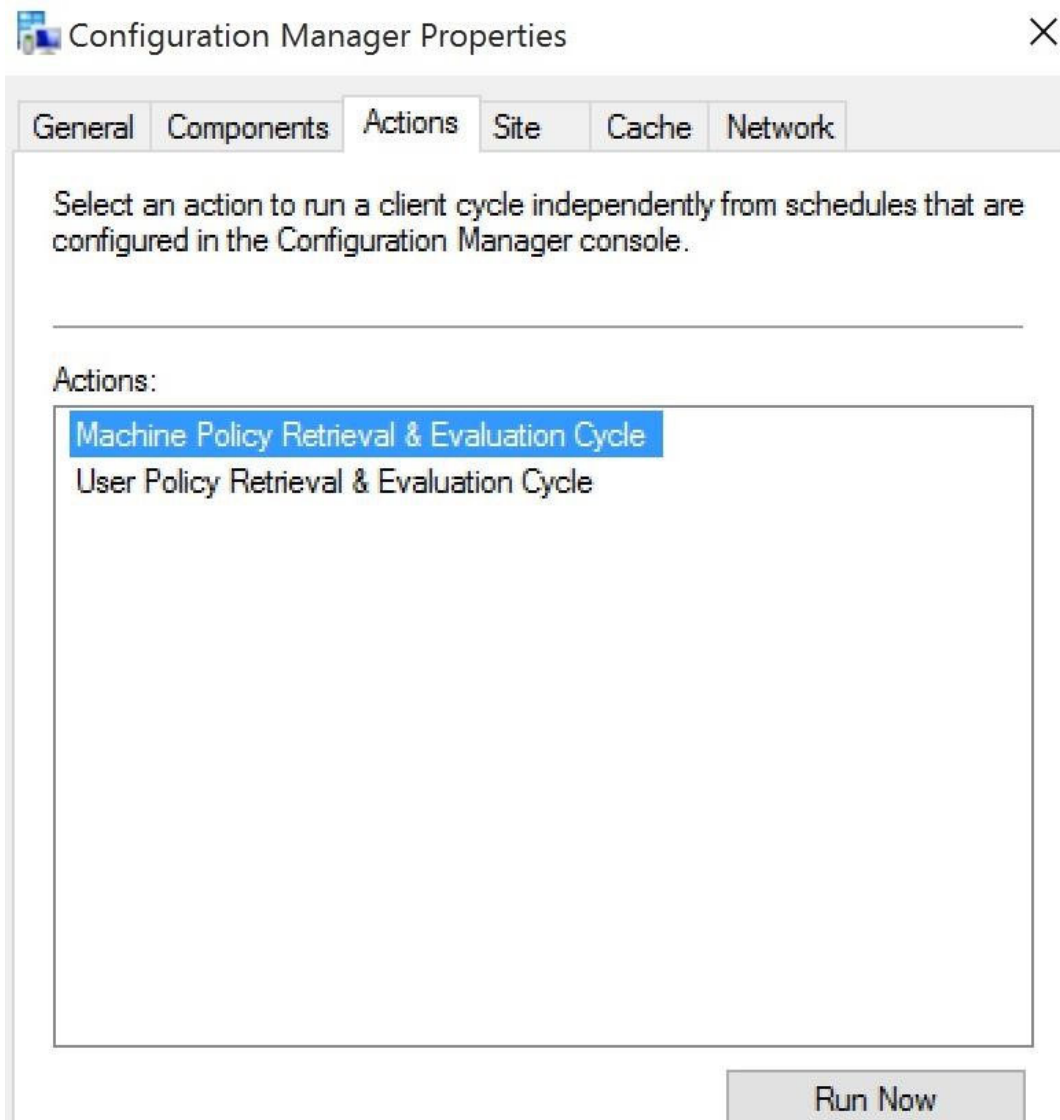 Configuration Manager Properties
General Components Actions Site Cache Network
Select an action to run a client cycle independently from schedules that are
configured in the Configuration Manager console.
Actions:
Machine Policy Retrieval & Evaluation Cycle
User Policy Retrieval & Evaluation Cycle
Run Now